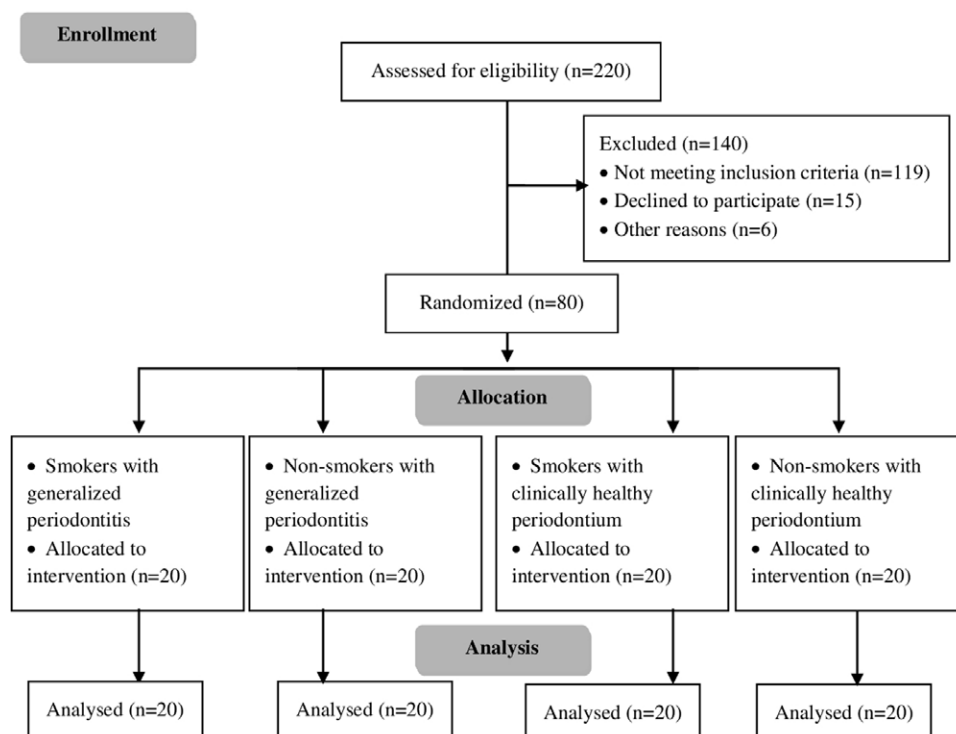 Enrollment
Assessed for eligibility (n=220)
Excluded (n=140)
• Not meeting inclusion criteria (n=119)
• Declined to participate (n=15)
• Other reasons (n=6)
Randomized (n=80)
Allocation
• Smokers with
generalized
periodontitis
• Allocated to
intervention (n=20)
• Non-smokers with
generalized
periodontitis
• Allocated to
intervention (n=20)
• Smokers with
clinically healthy
periodontium
• Allocated to
intervention (n=20)
• Non-smokers with
clinically healthy
periodontium
• Allocated to
intervention (n=20)
Analysis
Analysed (n=20)
Analysed (n=20)
Analysed (n=20)
Analysed (n=20)